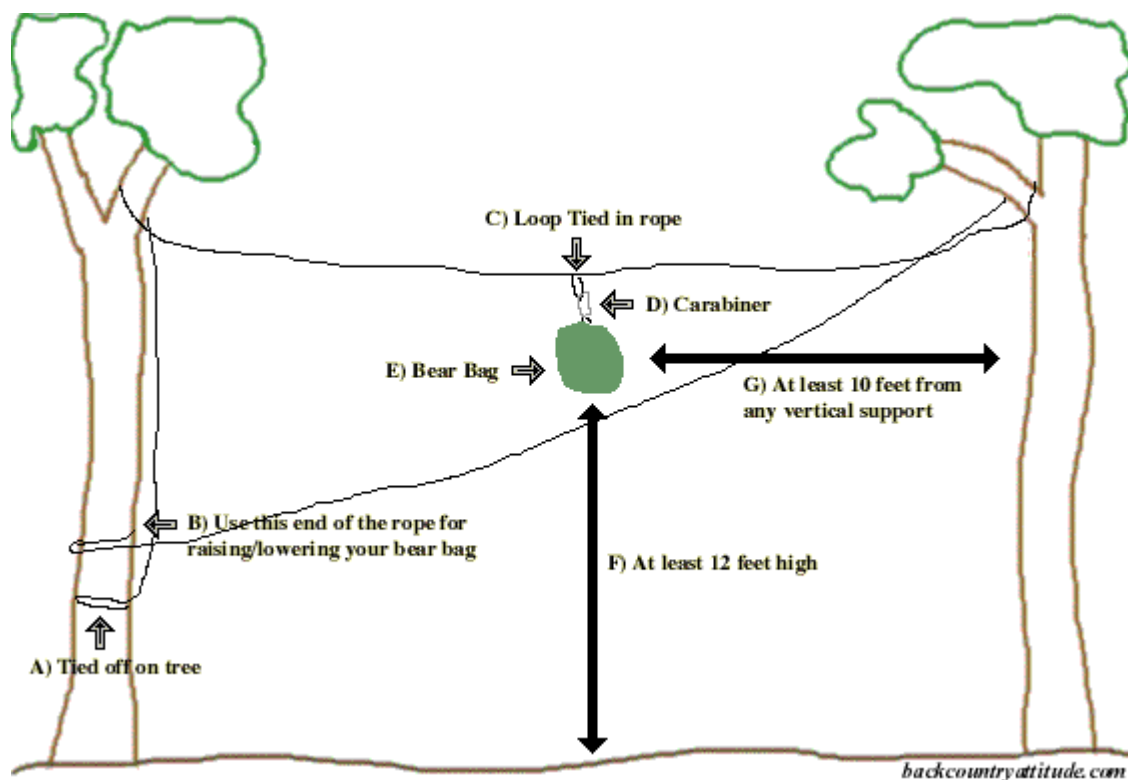 C) Loop Tied in rope
D) Carabiner
E) Bear Bag
G) At least 10 feet from
any vertical support
B) Use this end of the rope for
raising/lowering your bear bag
F) At least 12 feet high
A) Tied off on tree
backcountryattitude.com